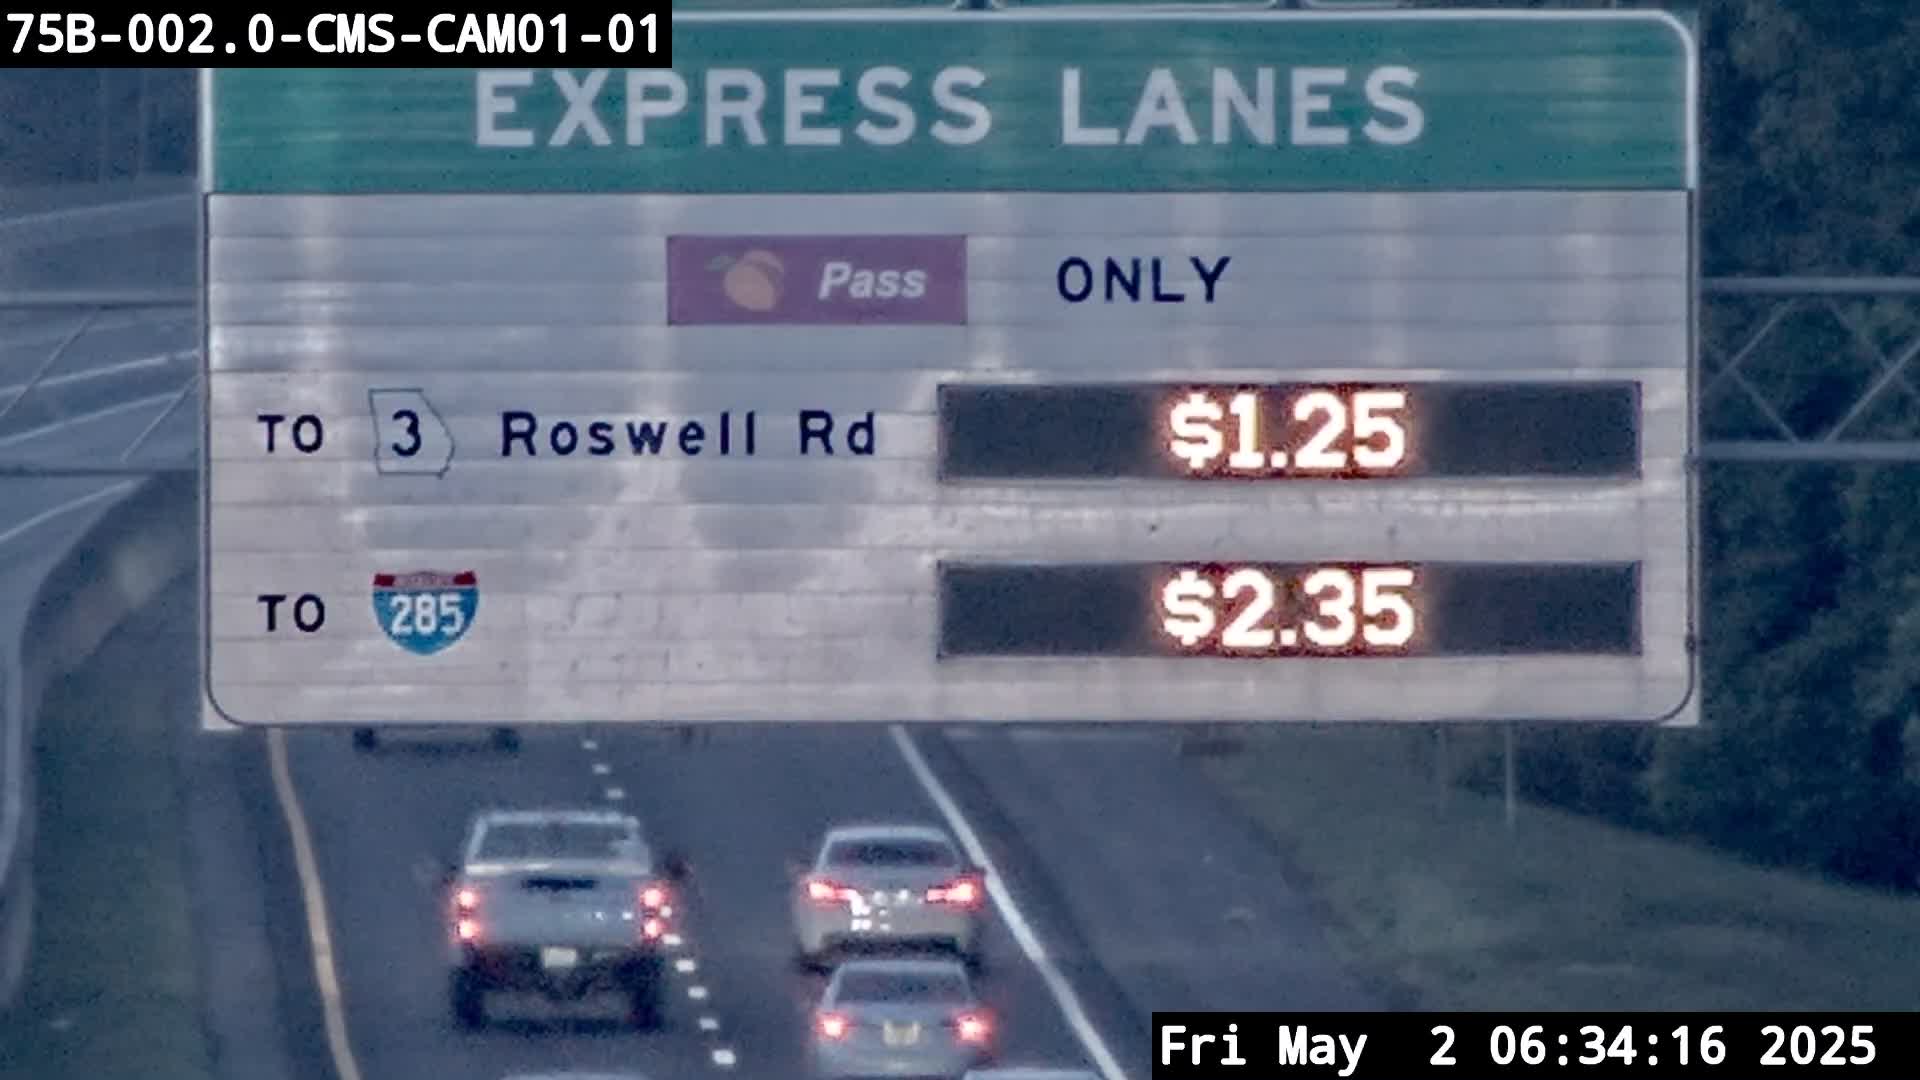 75B-002.0-CMS-CAM01-01
EXPRESS LANES
Pass ONLY
TO 3 Roswell Rd $1.25
TO 285 $2.35
Fri May 2 06:34:16 2025